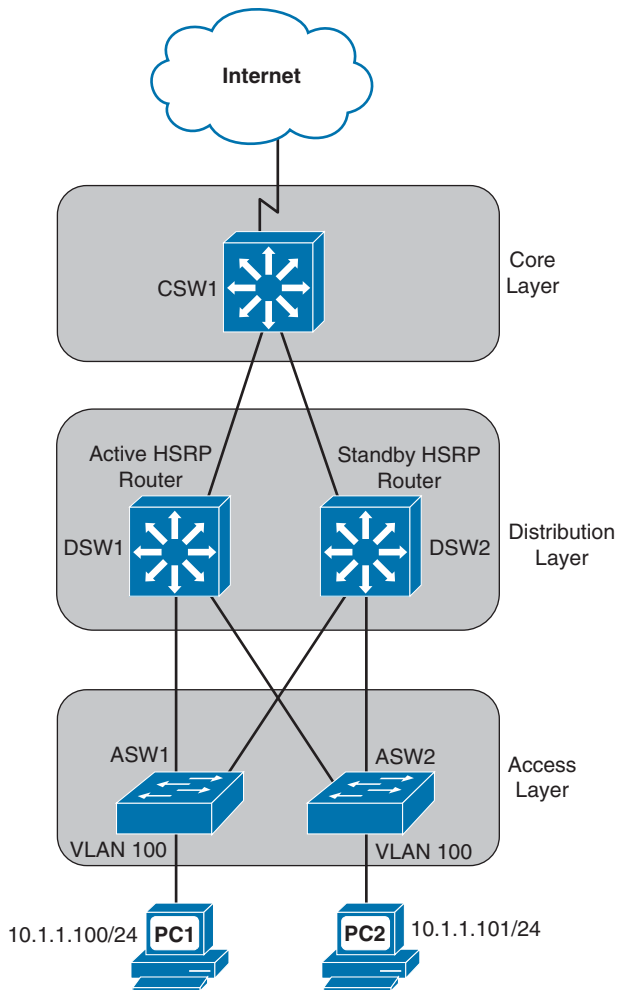 Internet
CSW1
Core
Layer
Active HSRP
Router
Standby HSRP
Router
DSW1
DSW2
Distribution
Layer
ASW1
ASW2
Access
Layer
VLAN 100
VLAN 100
10.1.1.100/24
PC1
PC2
10.1.1.101/24